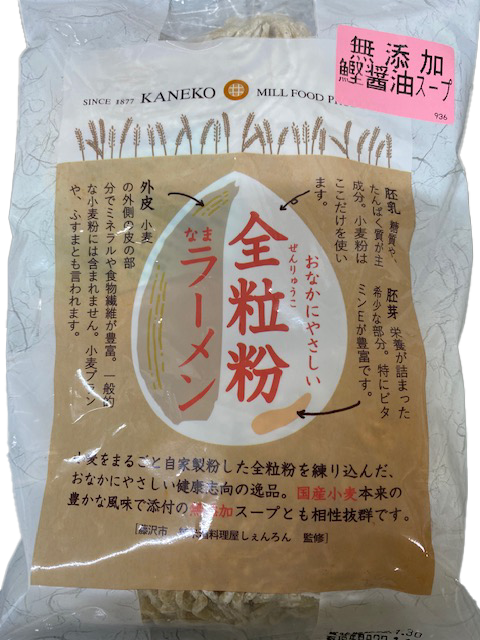 無添加
鰹醤油スープ
936
SINCE 1877 KANEKO
MILL FOOD
胚乳 糖質や、
たんぱく質が主
成分。小麦粉は
ここだけを使い
ます。
胚芽 栄養が詰まった
希少な部分。特にビタ
ミンEが豊富です。
おなかにやさしい
ぜんりゅうこ
全粒粉
なま
ラーメン
外皮 小麦
の外側の皮の部
分でミネラルや食物
繊維が豊富。一般的
な小麦粉には含まれません。小麦ブラン
や、ふすまとも言われます。
小麦をまるごと自家製粉した全粒粉を練り込んだ、
おなかにやさしい健康志向の逸品。国産小麦本来の
豊かな風味で添付の無添加スープとも相性抜群です。
[藤沢市 料理屋しぇんろん 監修]